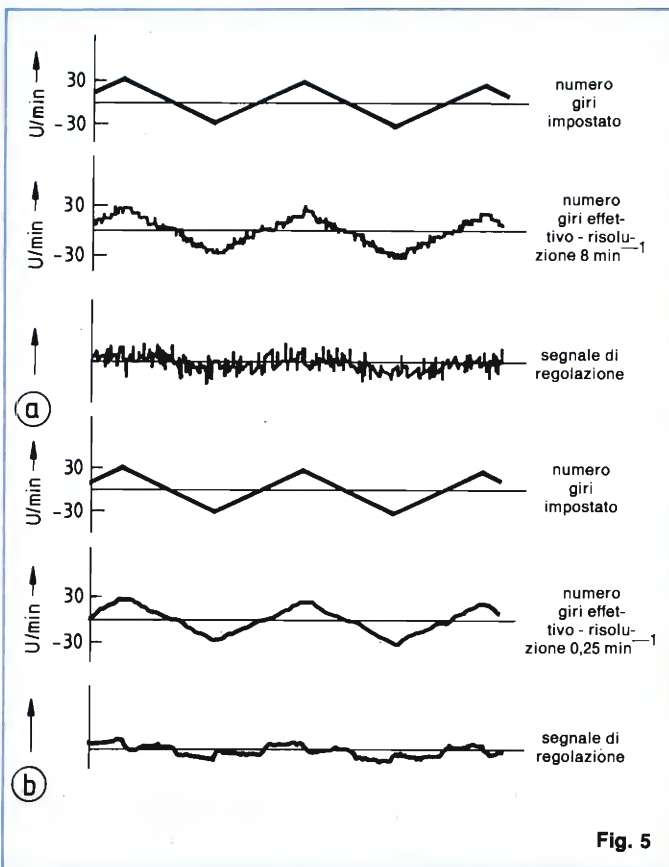 U/min
30
-30
numero
giri
impostato
U/min
30
-30
numero
giri effet-
tivo - risolu-
zione 8 min⁻¹
segnale di
regolazione
a
U/min
30
-30
numero
giri
impostato
U/min
30
-30
numero
giri effet-
tivo - risolu-
zione 0,25 min⁻¹
segnale di
regolazione
b
Fig. 5